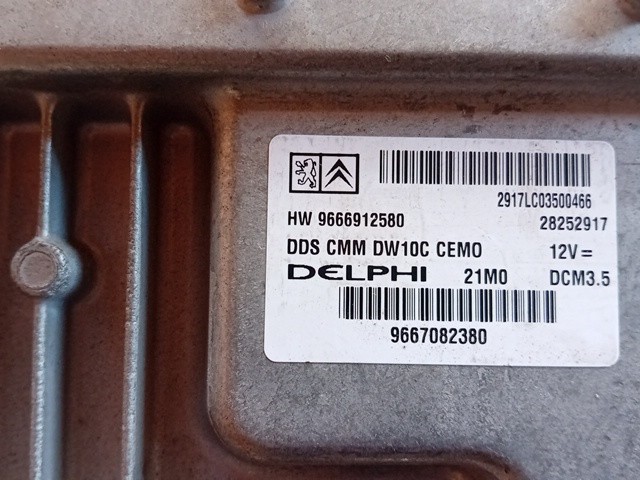 2917LC03500466
HW 9666912580 28252917
DDS CMM DW10C CEMO 12V=
DELPHI 21M0 DCM3.5
9667082380